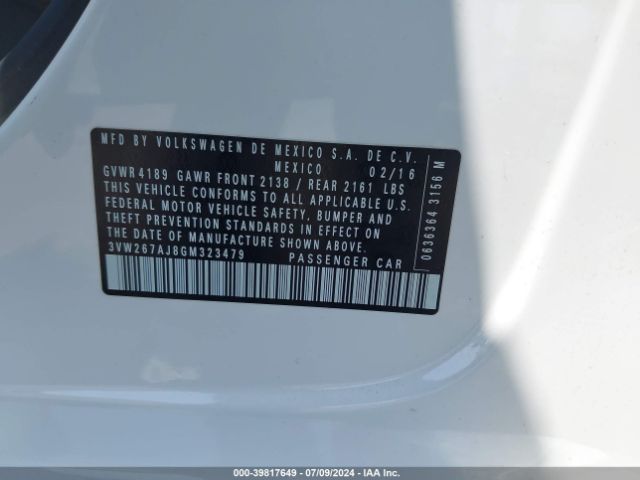 MFD BY VOLKSWAGEN DE MEXICO S.A. DE C.V.
MEXICO 02/16
GVWR 4189 GAWR FRONT 2138 / REAR 2161 LBS
THIS VEHICLE CONFORMS TO ALL APPLICABLE U.S.
FEDERAL MOTOR VEHICLE SAFETY, BUMPER AND
THEFT PREVENTION STANDARDS IN EFFECT ON
THE DATE OF MANUFACTURE SHOWN ABOVE.
3VW267AJ8GM323479 PASSENGER CAR
0636364 3156 M
000-39817649 - 07/09/2024 - IAA Inc.